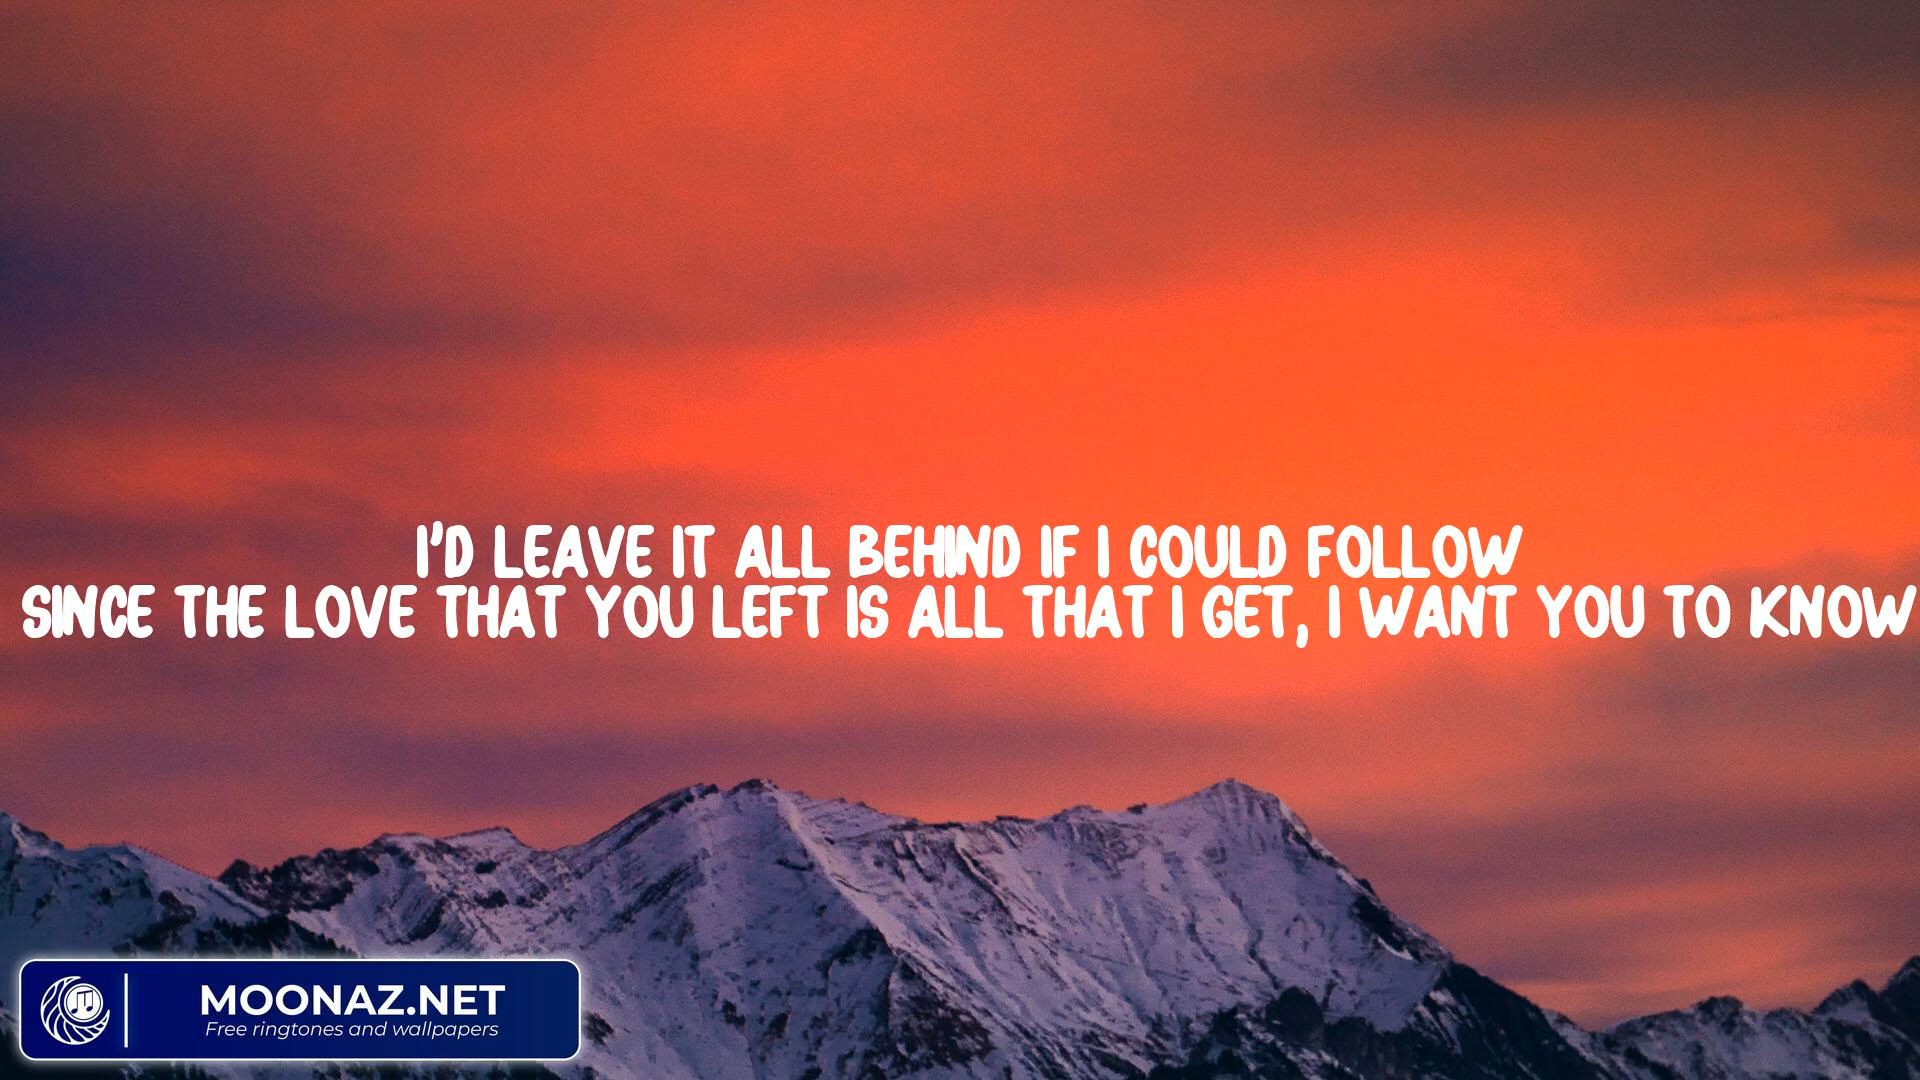 I'D LEAVE IT ALL BEHIND IF I COULD FOLLOW
SINCE THE LOVE THAT YOU LEFT IS ALL THAT I GET, I WANT YOU TO KNOW
MOONAZ.NET
Free ringtones and wallpapers